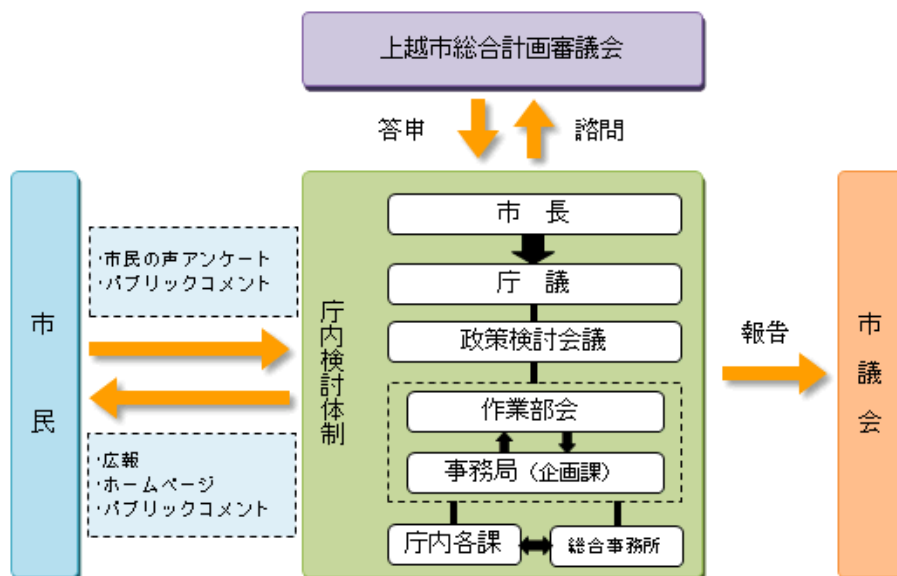 上越市総合計画審議会
答申
諮問
市民
・市民の声アンケート
・パブリックコメント
・広報
・ホームページ
・パブリックコメント
庁内検討体制
市 長
庁 議
政策検討会議
作業部会
事務局（企画課）
庁内各課
総合事務所
報告
市議会